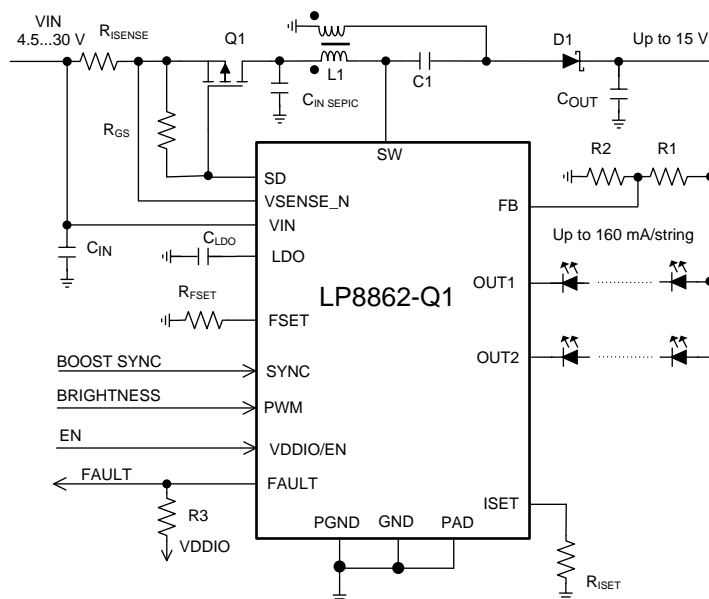 VIN
4.5...30 V
RISENSE
Q1
L1
C1
D1
Up to 15 V
CIN SEPIC
COUT
RGS
SW
R2
R1
SD
VSENSE_N
FB
VIN
CIN
CLDO
LDO
Up to 160 mA/string
LP8862-Q1
OUT1
RFSET
FSET
OUT2
BOOST SYNC
SYNC
BRIGHTNESS
PWM
EN
VDDIO/EN
FAULT
FAULT
ISET
R3
PGND
GND
PAD
VDDIO
RISET